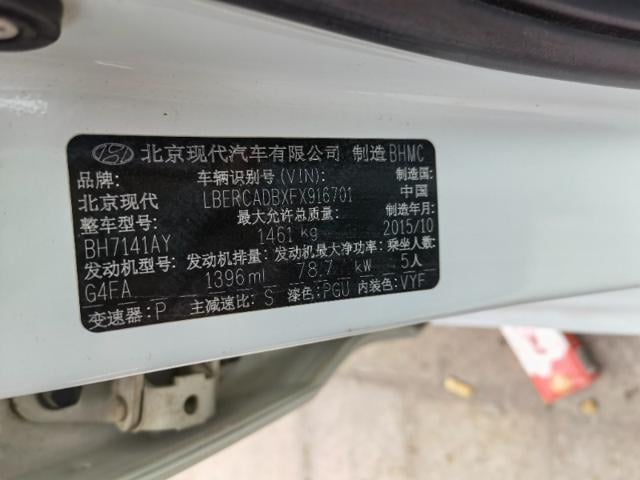 北京现代汽车有限公司 制造 BHMC
品牌: 车辆识别号(VIN): 制造国:
北京现代 LBERCADBXFX916701 中国
整车型号: 最大允许总质量: 制造年月:
BH7141AY 1461 kg 2015/10
发动机型号: 发动机排量: 发动机最大净功率: 乘坐人数:
G4FA 1396ml 78.7 kW 5人
变速器: P 主减速比: S 漆色: PGU 内装色: VYF